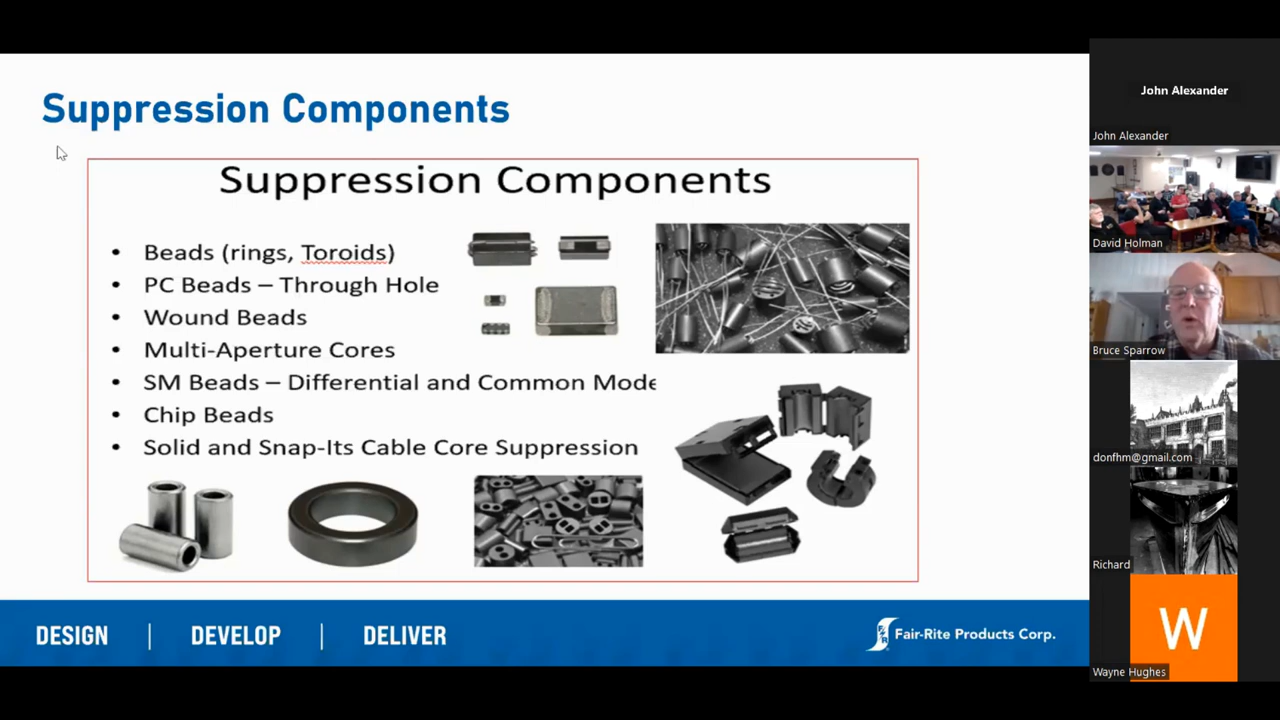 Suppression Components
Suppression Components
• Beads (rings, Toroids)
• PC Beads – Through Hole
• Wound Beads
• Multi-Aperture Cores
• SM Beads – Differential and Common Mode
• Chip Beads
• Solid and Snap-Its Cable Core Suppression
DESIGN | DEVELOP | DELIVER
Fair-Rite Products Corp.
John Alexander
John Alexander
David Holman
Bruce Sparrow
donfhm@gmail.com
Richard
W
Wayne Hughes